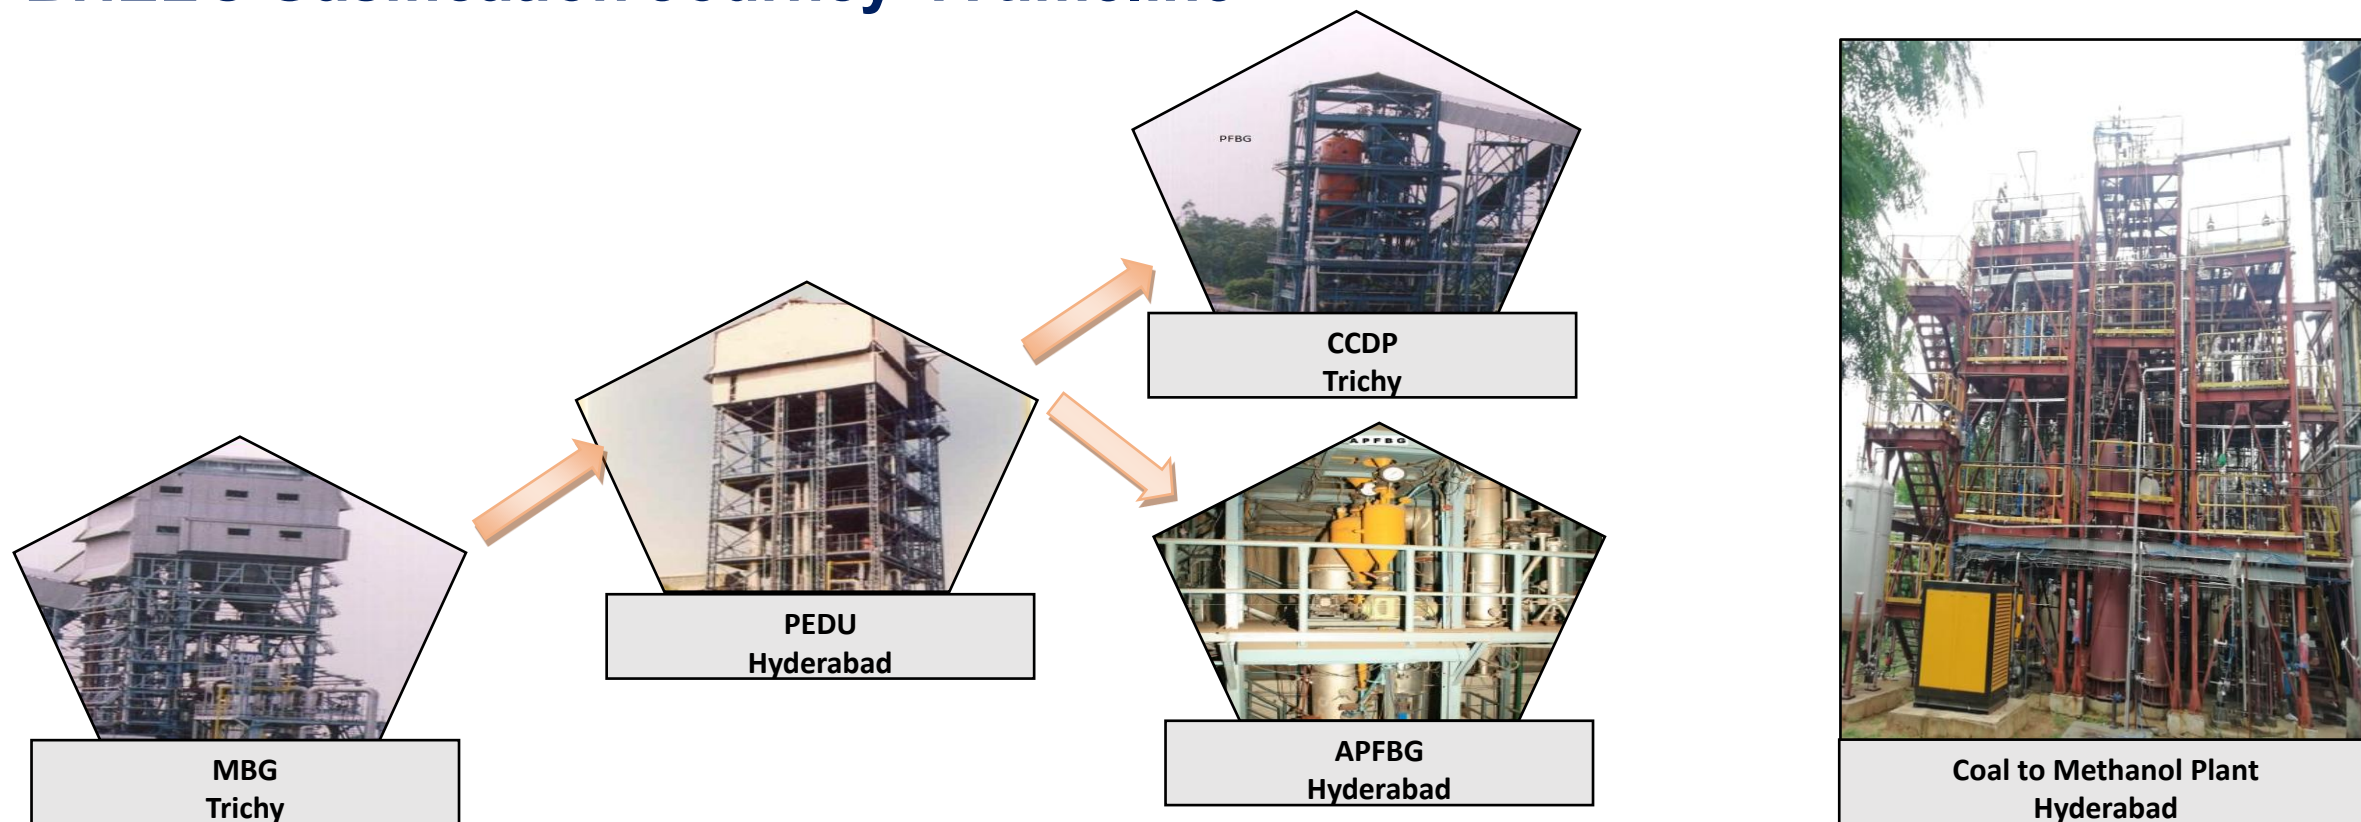 PFBG
CCDP
Trichy
PEDU
Hyderabad
APFBG
MBG
Trichy
APFBG
Hyderabad
Coal to Methanol Plant
Hyderabad